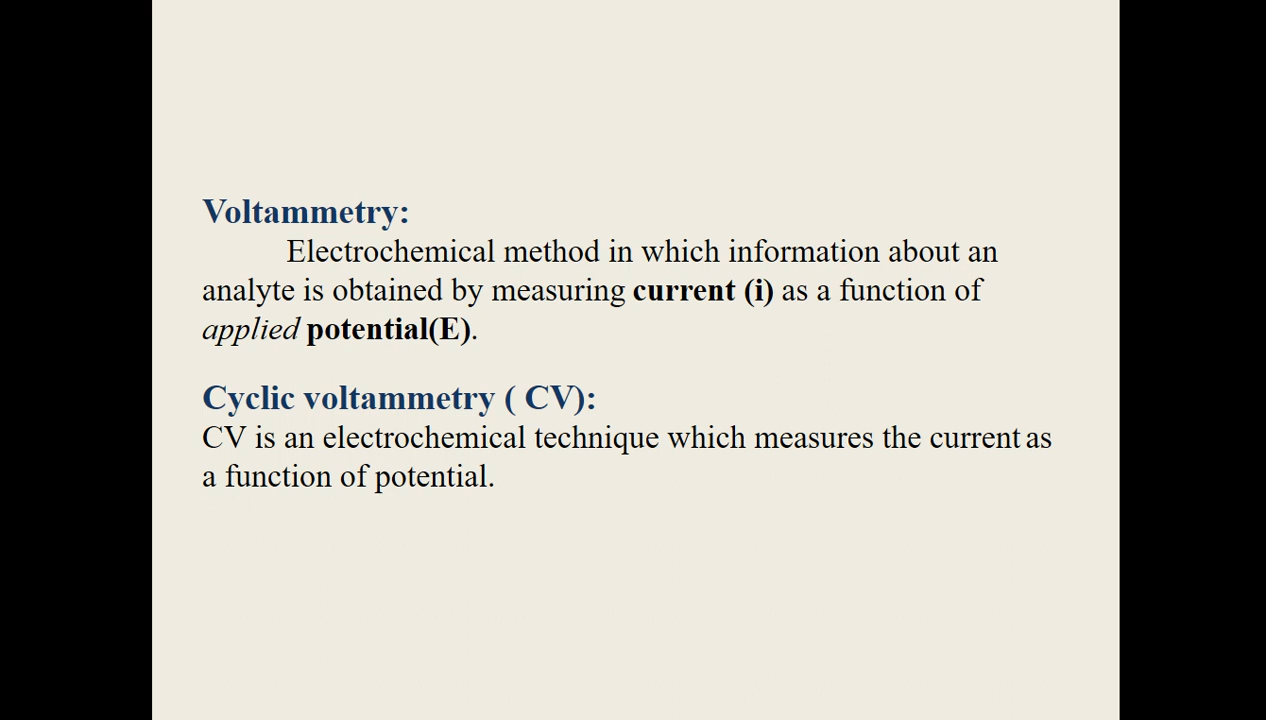 Voltammetry:
Electrochemical method in which information about an
analyte is obtained by measuring current (i) as a function of
applied potential(E).
Cyclic voltammetry ( CV):
CV is an electrochemical technique which measures the current as
a function of potential.